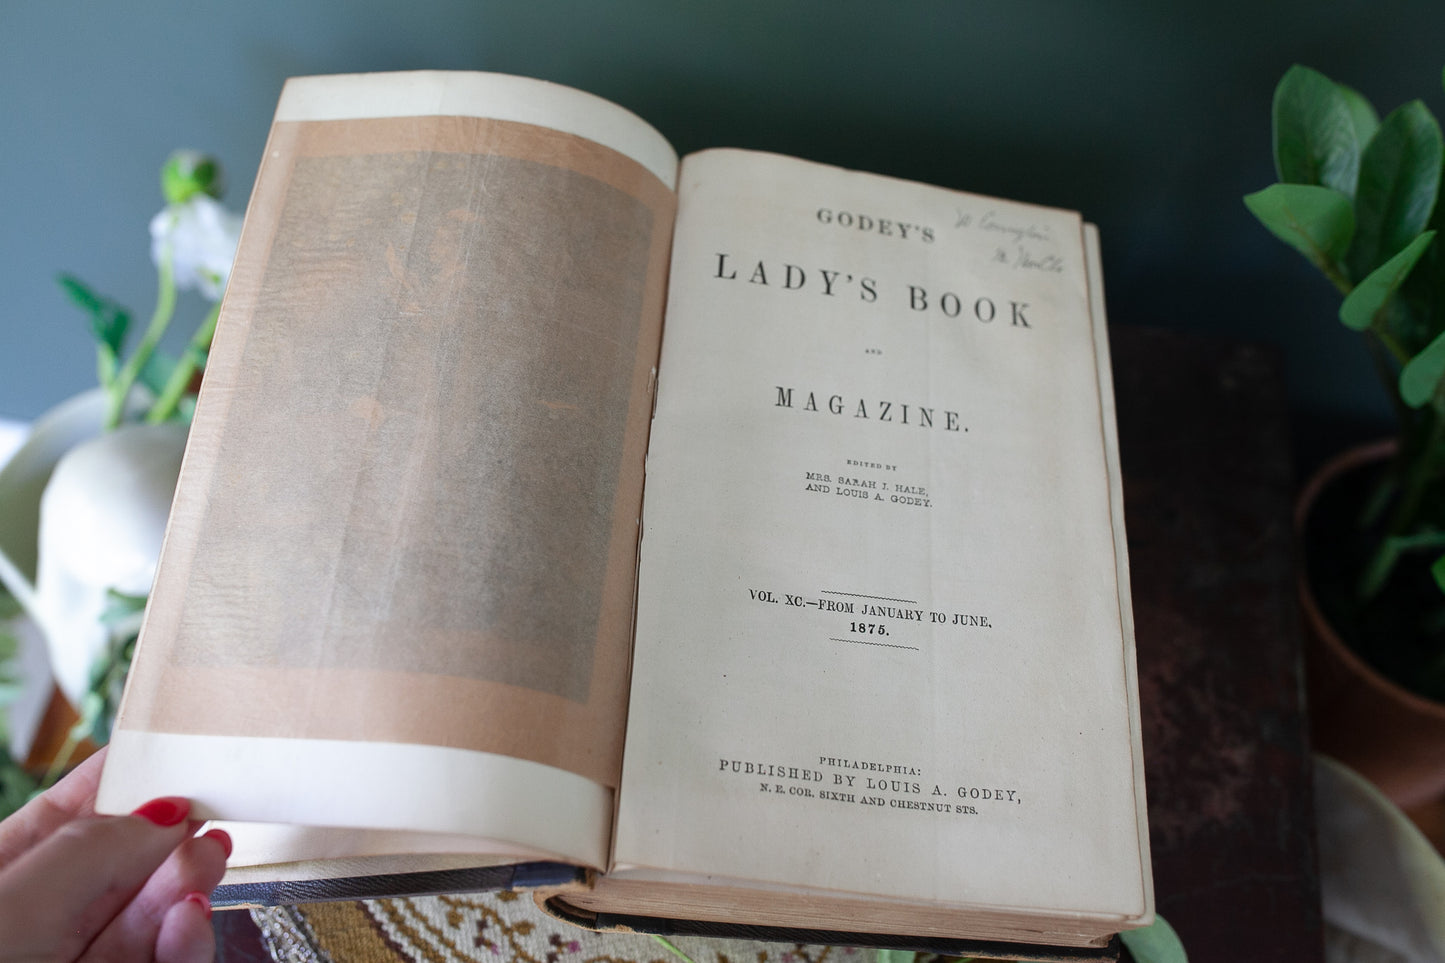 GODEY'S
LADY'S BOOK
AND
MAGAZINE.
EDITED BY
MRS. SARAH J. HALE,
AND LOUIS A. GODEY.
VOL. XC.—FROM JANUARY TO JUNE,
1875.
PHILADELPHIA:
PUBLISHED BY LOUIS A. GODEY,
N. E. COR. SIXTH AND CHESTNUT STS.